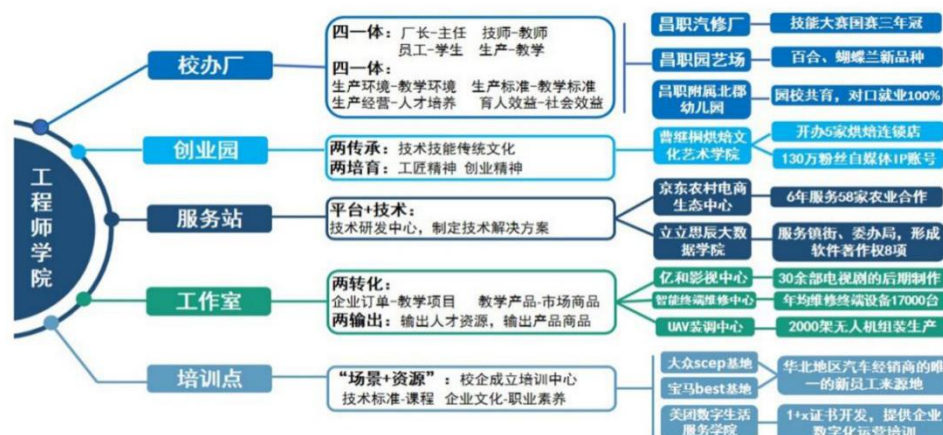 工程师学院
校办厂
四一体：厂长-主任 技师-教师
员工-学生 生产-教学
四一体：
生产环境-教学环境 生产标准-教学标准
生产经营-人才培养 育人效益-社会效益
昌职汽修厂
技能大赛国赛三年冠
昌职园艺场
百合、蝴蝶兰新品种
昌职附属北郡
幼儿园
园校共育，对口就业100%
创业园
两传承：技术技能传统文化
两培育：工匠精神 创业精神
曹继桐烘焙文
化艺术学院
开办5家烘焙连锁店
130万粉丝自媒体IP账号
服务站
平台+技术：
技术研发中心，制定技术解决方案
京东农村电商
生态中心
6年服务58家农业合作
立立思辰大数
据学院
服务镇街、委办局，形成
软件著作权8项
工作室
两转化：
企业订单-教学项目 教学产品-市场商品
两输出：输出人才资源，输出产品商品
亿和影视中心
30余部电视剧的后期制作
智能终端维修中心
年均维修终端设备17000台
UAV装调中心
2000架无人机组装生产
培训点
“场景+资源”：校企成立培训中心
技术标准-课程 企业文化-职业素养
大众scep基地
宝马best基地
华北地区汽车经销商的唯
一的新员工来源地
美团数字生活
服务学院
1+x证书开发，提供企业
数字化运营培训